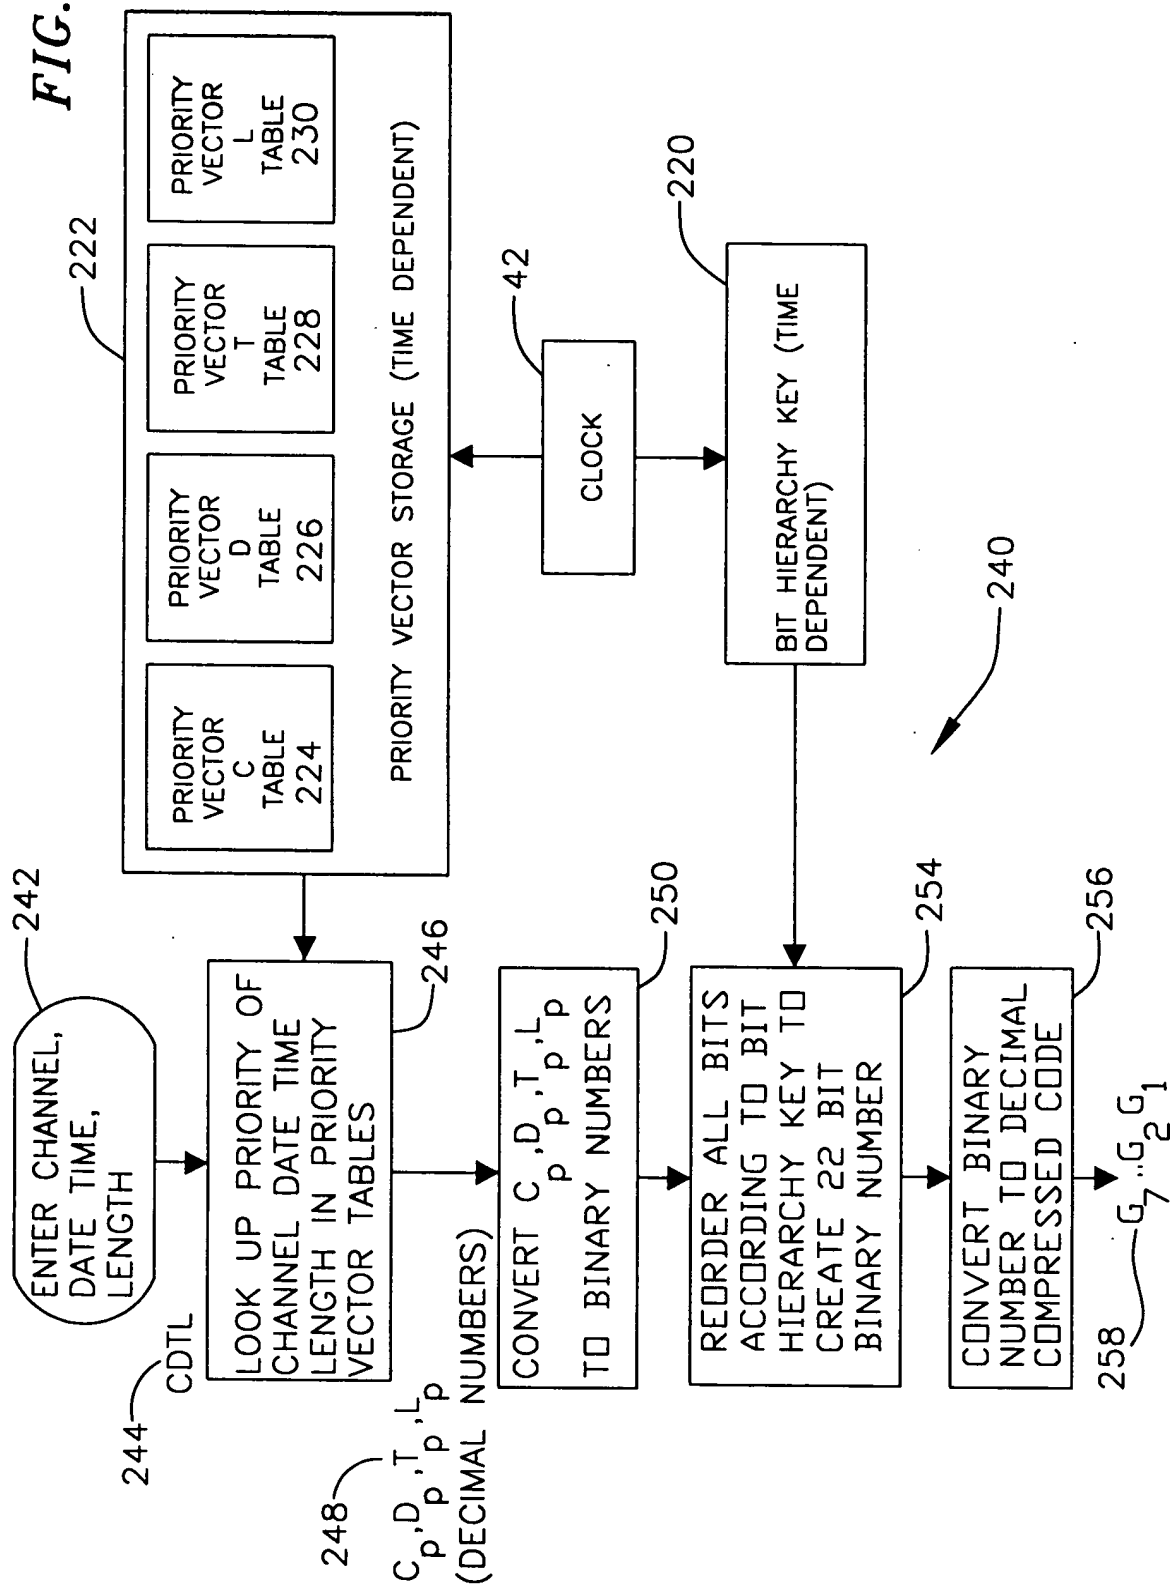 FIG.
242
ENTER CHANNEL,
DATE TIME,
LENGTH
244
CDTL
LOOK UP PRIORITY OF
CHANNEL DATE TIME
LENGTH IN PRIORITY
VECTOR TABLES
246
222
PRIORITY
VECTOR
C
TABLE
224
PRIORITY
VECTOR
D
TABLE
226
PRIORITY
VECTOR
T
TABLE
228
PRIORITY
VECTOR
L
TABLE
230
PRIORITY VECTOR STORAGE (TIME DEPENDENT)
248
Cp,Dp,Tp,Lp
(DECIMAL NUMBERS)
CONVERT Cp,Dp,Tp,Lp
TO BINARY NUMBERS
250
42
CLOCK
220
BIT HIERARCHY KEY (TIME
DEPENDENT)
REORDER ALL BITS
ACCORDING TO BIT
HIERARCHY KEY TO
CREATE 22 BIT
BINARY NUMBER
254
240
CONVERT BINARY
NUMBER TO DECIMAL
COMPRESSED CODE
256
258
G7..G2G1